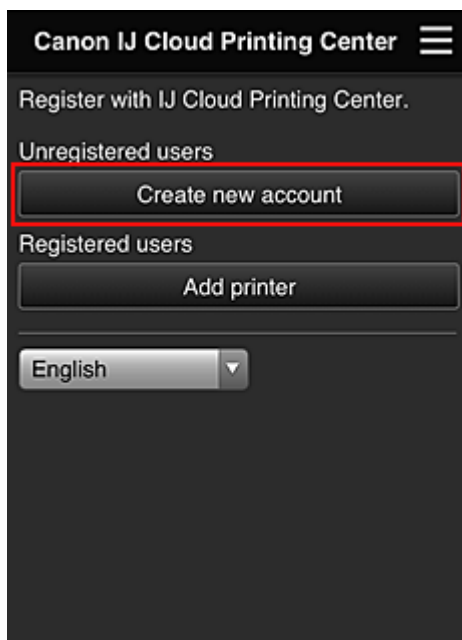 Canon IJ Cloud Printing Center
Register with IJ Cloud Printing Center.
Unregistered users
Create new account
Registered users
Add printer
English